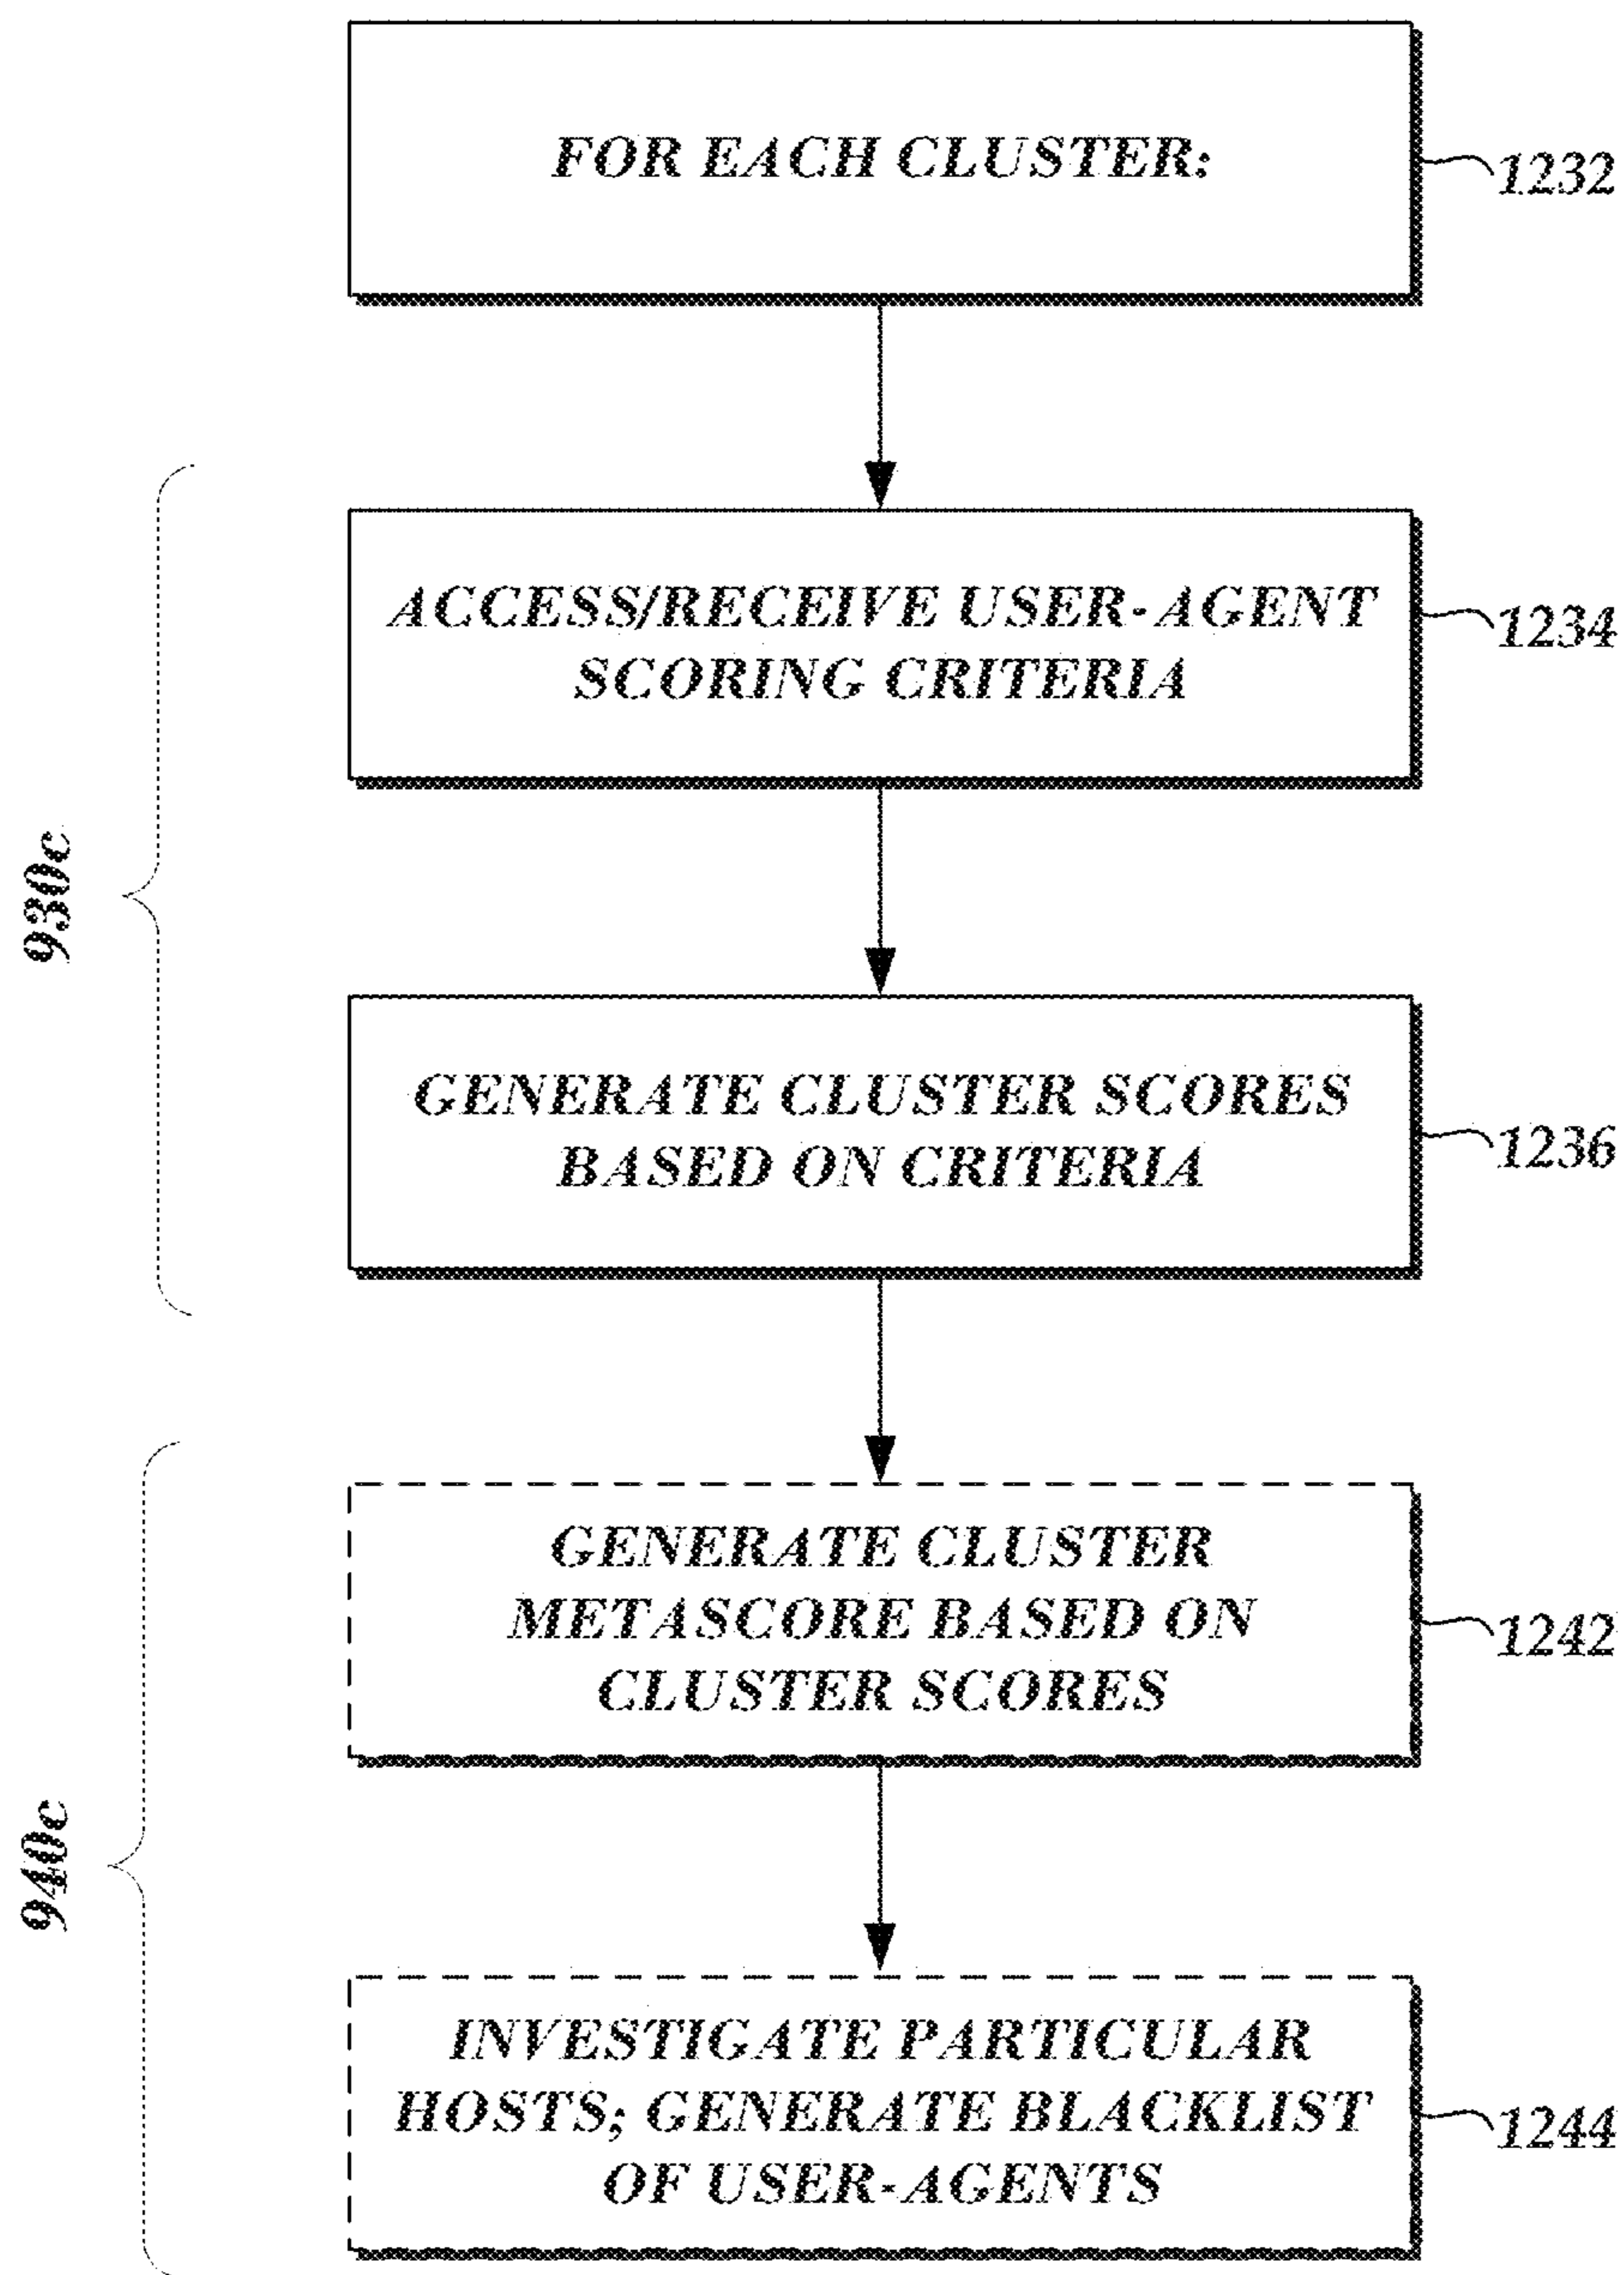 FOR EACH CLUSTER:
1232
ACCESS/RECEIVE USER-AGENT
SCORING CRITERIA
1234
930c
GENERATE CLUSTER SCORES
BASED ON CRITERIA
1236
GENERATE CLUSTER
METASCORE BASED ON
CLUSTER SCORES
1242
940c
INVESTIGATE PARTICULAR
HOSTS; GENERATE BLACKLIST
OF USER-AGENTS
1244